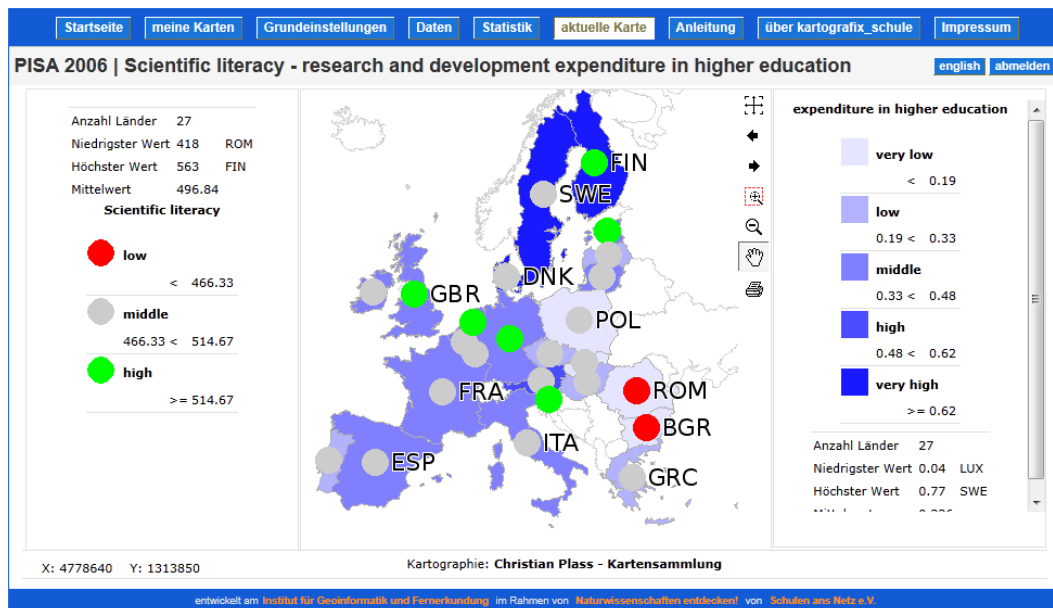 Startseite meine Karten Grundeinstellungen Daten Statistik aktuelle Karte Anleitung über kartografix_schule Impressum
PISA 2006 | Scientific literacy - research and development expenditure in higher education english abmelden
Anzahl Länder 27
Niedrigster Wert 418 ROM
Höchster Wert 563 FIN
Mittelwert 496.84
Scientific literacy
low
< 466.33
middle
466.33 < 514.67
high
>= 514.67
FIN
SWE
DNK
GBR
POL
FRA
ROM
BGR
ITA
ESP
GRC
expenditure in higher education
very low
< 0.19
low
0.19 < 0.33
middle
0.33 < 0.48
high
0.48 < 0.62
very high
>= 0.62
Anzahl Länder 27
Niedrigster Wert 0.04 LUX
Höchster Wert 0.77 SWE
X: 4778640 Y: 1313850
Kartographie: Christian Plass - Kartensammlung
entwickelt am Institut für Geoinformatik und Fernerkundung im Rahmen von Naturwissenschaften entdecken! von Schulen ans Netz e.V.